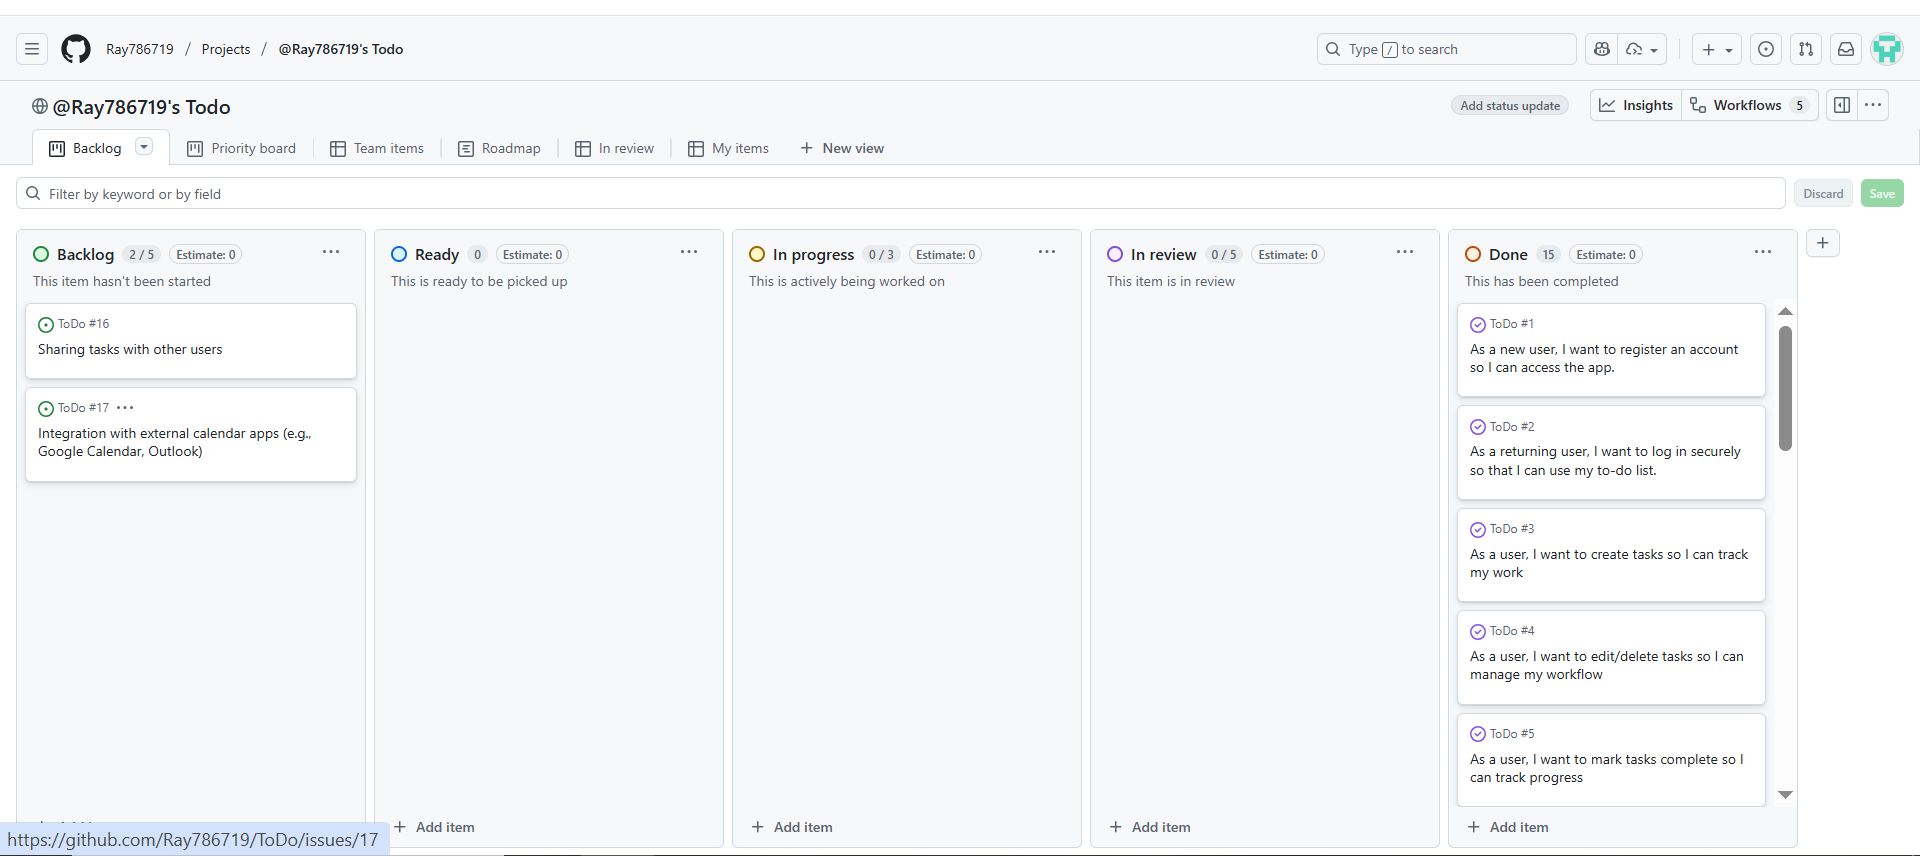 Ray786719 / Projects / @Ray786719's Todo
Type / to search
@Ray786719's Todo
Add status update
Insights
Workflows 5
Backlog
Priority board
Team items
Roadmap
In review
My items
New view
Filter by keyword or by field
Discard
Save
Backlog 2 / 5 Estimate: 0
This item hasn't been started
ToDo #16
Sharing tasks with other users
ToDo #17
Integration with external calendar apps (e.g.,
Google Calendar, Outlook)
Ready 0 Estimate: 0
This is ready to be picked up
Add item
In progress 0 / 3 Estimate: 0
This is actively being worked on
Add item
In review 0 / 5 Estimate: 0
This item is in review
Add item
Done 15 Estimate: 0
This has been completed
ToDo #1
As a new user, I want to register an account
so I can access the app.
ToDo #2
As a returning user, I want to log in securely
so that I can use my to-do list.
ToDo #3
As a user, I want to create tasks so I can track
my work
ToDo #4
As a user, I want to edit/delete tasks so I can
manage my workflow
ToDo #5
As a user, I want to mark tasks complete so I
can track progress
Add item
https://github.com/Ray786719/ToDo/issues/17